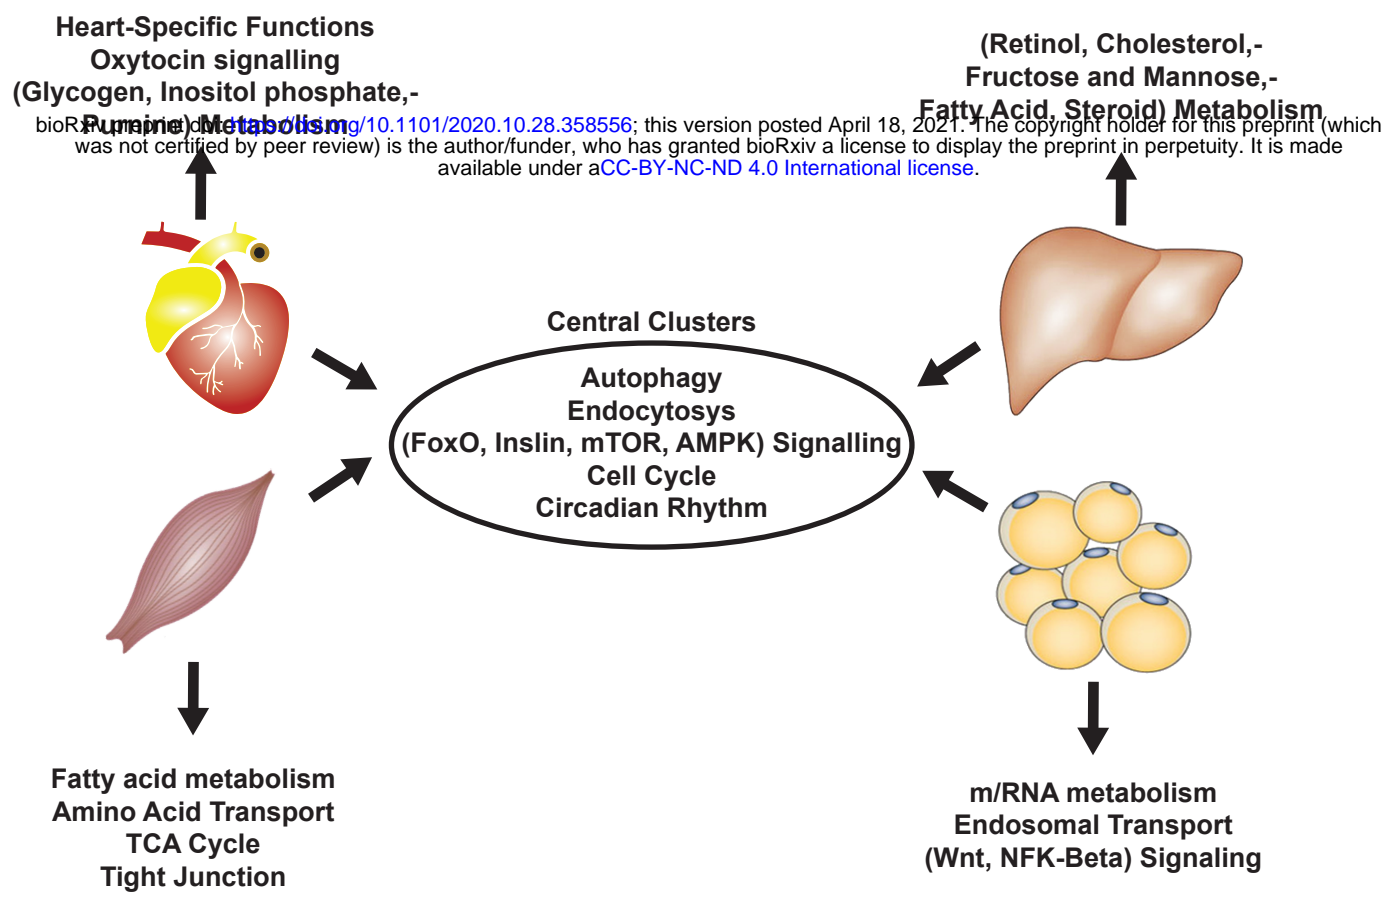 Heart-Specific Functions
Oxytocin signalling
(Glycogen, Inositol phosphate,-
Purnine) Metabolism
(Retinol, Cholesterol,-
Fructose and Mannose,-
Fatty Acid, Steroid) Metabolism
bioRxiv preprint doi: https://doi.org/10.1101/2020.10.28.358556; this version posted April 18, 2021. The copyright holder for this preprint (which
was not certified by peer review) is the author/funder, who has granted bioRxiv a license to display the preprint in perpetuity. It is made
available under aCC-BY-NC-ND 4.0 International license.
Central Clusters
Autophagy
Endocytosys
(FoxO, Inslin, mTOR, AMPK) Signalling
Cell Cycle
Circadian Rhythm
Fatty acid metabolism
Amino Acid Transport
TCA Cycle
Tight Junction
m/RNA metabolism
Endosomal Transport
(Wnt, NFK-Beta) Signaling